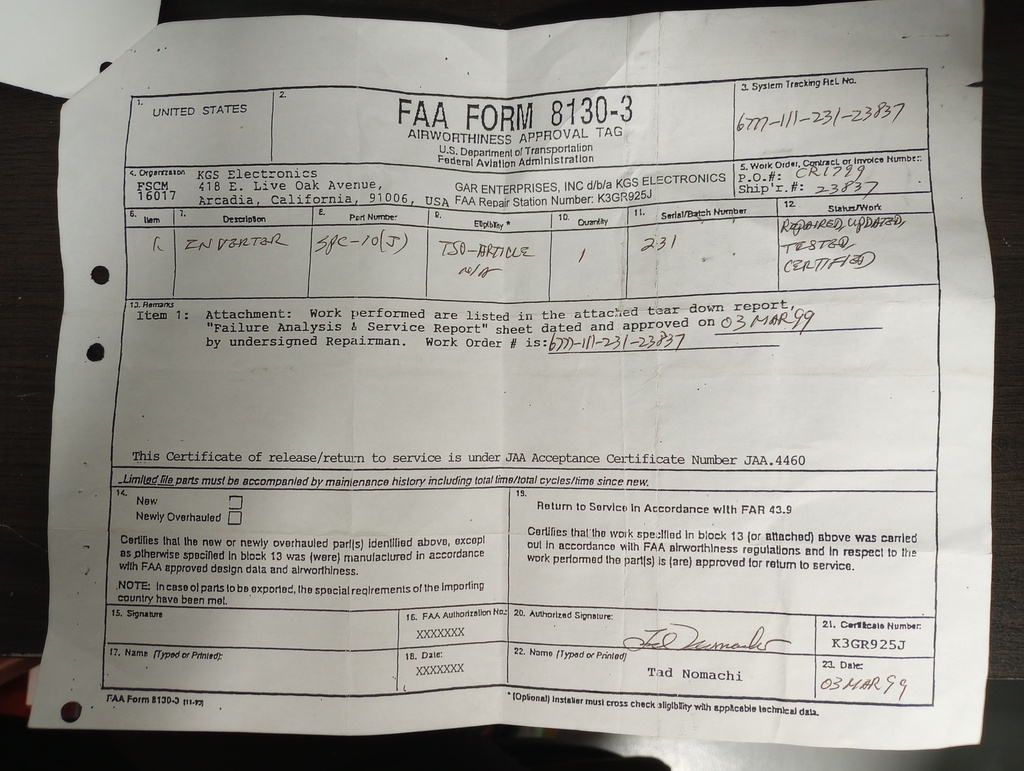 1.
UNITED STATES
2.
FAA FORM 8130-3
AIRWORTHINESS APPROVAL TAG
U.S. Department of Transportation
Federal Aviation Administration
3. System Tracking Ref. No.
6777-111-231-23837
4. Organization
FSCM
16017
KGS Electronics
418 E. Live Oak Avenue,
Arcadia, California, 91006, USA
GAR ENTERPRISES, INC d/b/a KGS ELECTRONICS
FAA Repair Station Number: K3GR925J
5. Work Order, Contract, or Invoice Number:
P.O.#: CR1799
Ship'r.#: 23837
6. Item
7. Description
8. Part Number
9. Eligibility *
10. Quantity
11. Serial/Batch Number
12. Status/Work
1. INVERTER SPC-10(J) TSO-ARTICLE
N/A
1
231
REPAIRED, UPDATED,
TESTED,
CERTIFIED
13. Remarks
Item 1: Attachment: Work performed are listed in the attached tear down report,
"Failure Analysis & Service Report" sheet dated and approved on 03 MAR 99
by undersigned Repairman. Work Order # is: 6777-111-231-23837
This Certificate of release/return to service is under JAA Acceptance Certificate Number JAA.4460
Limited life parts must be accompanied by maintenance history including total time/total cycles/time since new.
14.
New
Newly Overhauled
Certifies that the new or newly overhauled part(s) identified above, except
as otherwise specified in block 13 was (were) manufactured in accordance
with FAA approved design data and airworthiness.
NOTE: In case of parts to be exported, the special reqirements of the importing
country have been met.
19.
Return to Service in Accordance with FAR 43.9
Certifies that the work specified in block 13 (or attached) above was carried
out in accordance with FAA airworthiness regulations and in respect to the
work performed the part(s) is (are) approved for return to service.
15. Signature
16. FAA Authorization No:
XXXXXXX
20. Authorized Signature:
Tad Nomachi
21. Certificate Number:
K3GR925J
17. Name (Typed or Printed):
18. Date:
XXXXXXX
22. Name (Typed or Printed)
Tad Nomachi
23. Date:
03 MAR 99
FAA Form 8130-3
* (Optional) Installer must cross check eligibility with applicable technical data.